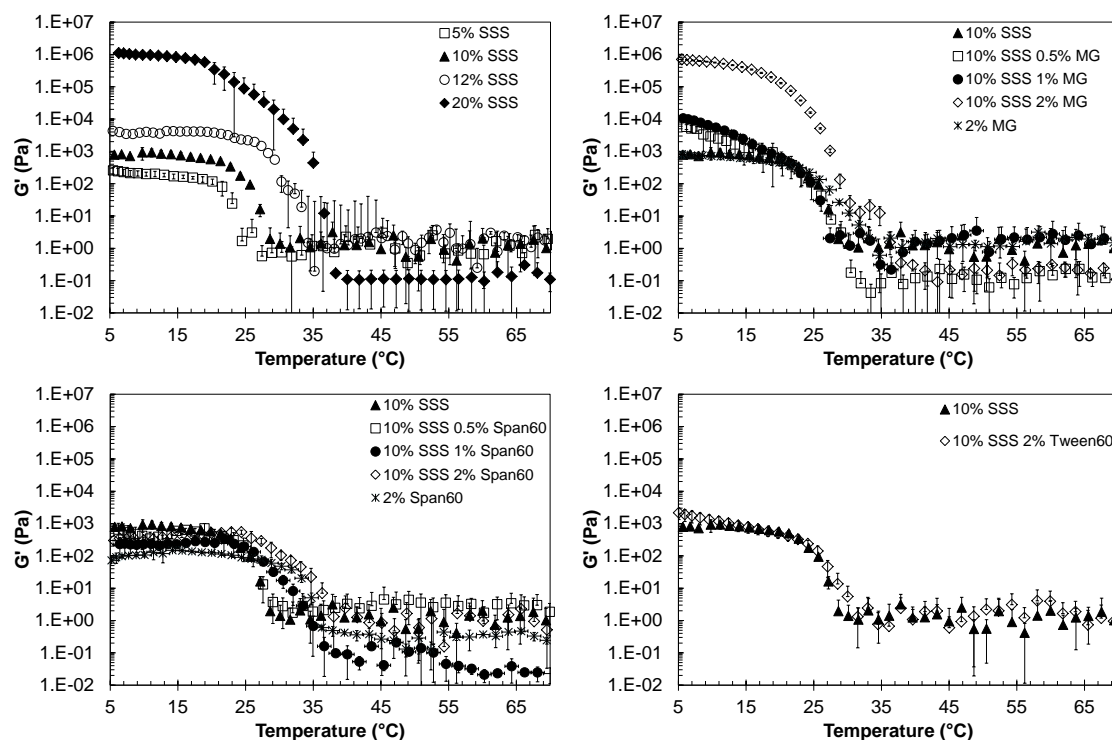 1.E+07
1.E+06
1.E+05
1.E+04
1.E+03
1.E+02
1.E+01
1.E+00
1.E-01
1.E-02
G' (Pa)
5 15 25 35 45 55 65
Temperature (°C)
5% SSS
10% SSS
12% SSS
20% SSS
1.E+07
1.E+06
1.E+05
1.E+04
1.E+03
1.E+02
1.E+01
1.E+00
1.E-01
1.E-02
G' (Pa)
5 15 25 35 45 55 65
Temperature (°C)
10% SSS
10% SSS 0.5% MG
10% SSS 1% MG
10% SSS 2% MG
2% MG
1.E+07
1.E+06
1.E+05
1.E+04
1.E+03
1.E+02
1.E+01
1.E+00
1.E-01
1.E-02
G' (Pa)
5 15 25 35 45 55 65
Temperature (°C)
10% SSS
10% SSS 0.5% Span60
10% SSS 1% Span60
10% SSS 2% Span60
2% Span60
1.E+07
1.E+06
1.E+05
1.E+04
1.E+03
1.E+02
1.E+01
1.E+00
1.E-01
1.E-02
G' (Pa)
5 15 25 35 45 55 65
Temperature (°C)
10% SSS
10% SSS 2% Tween60